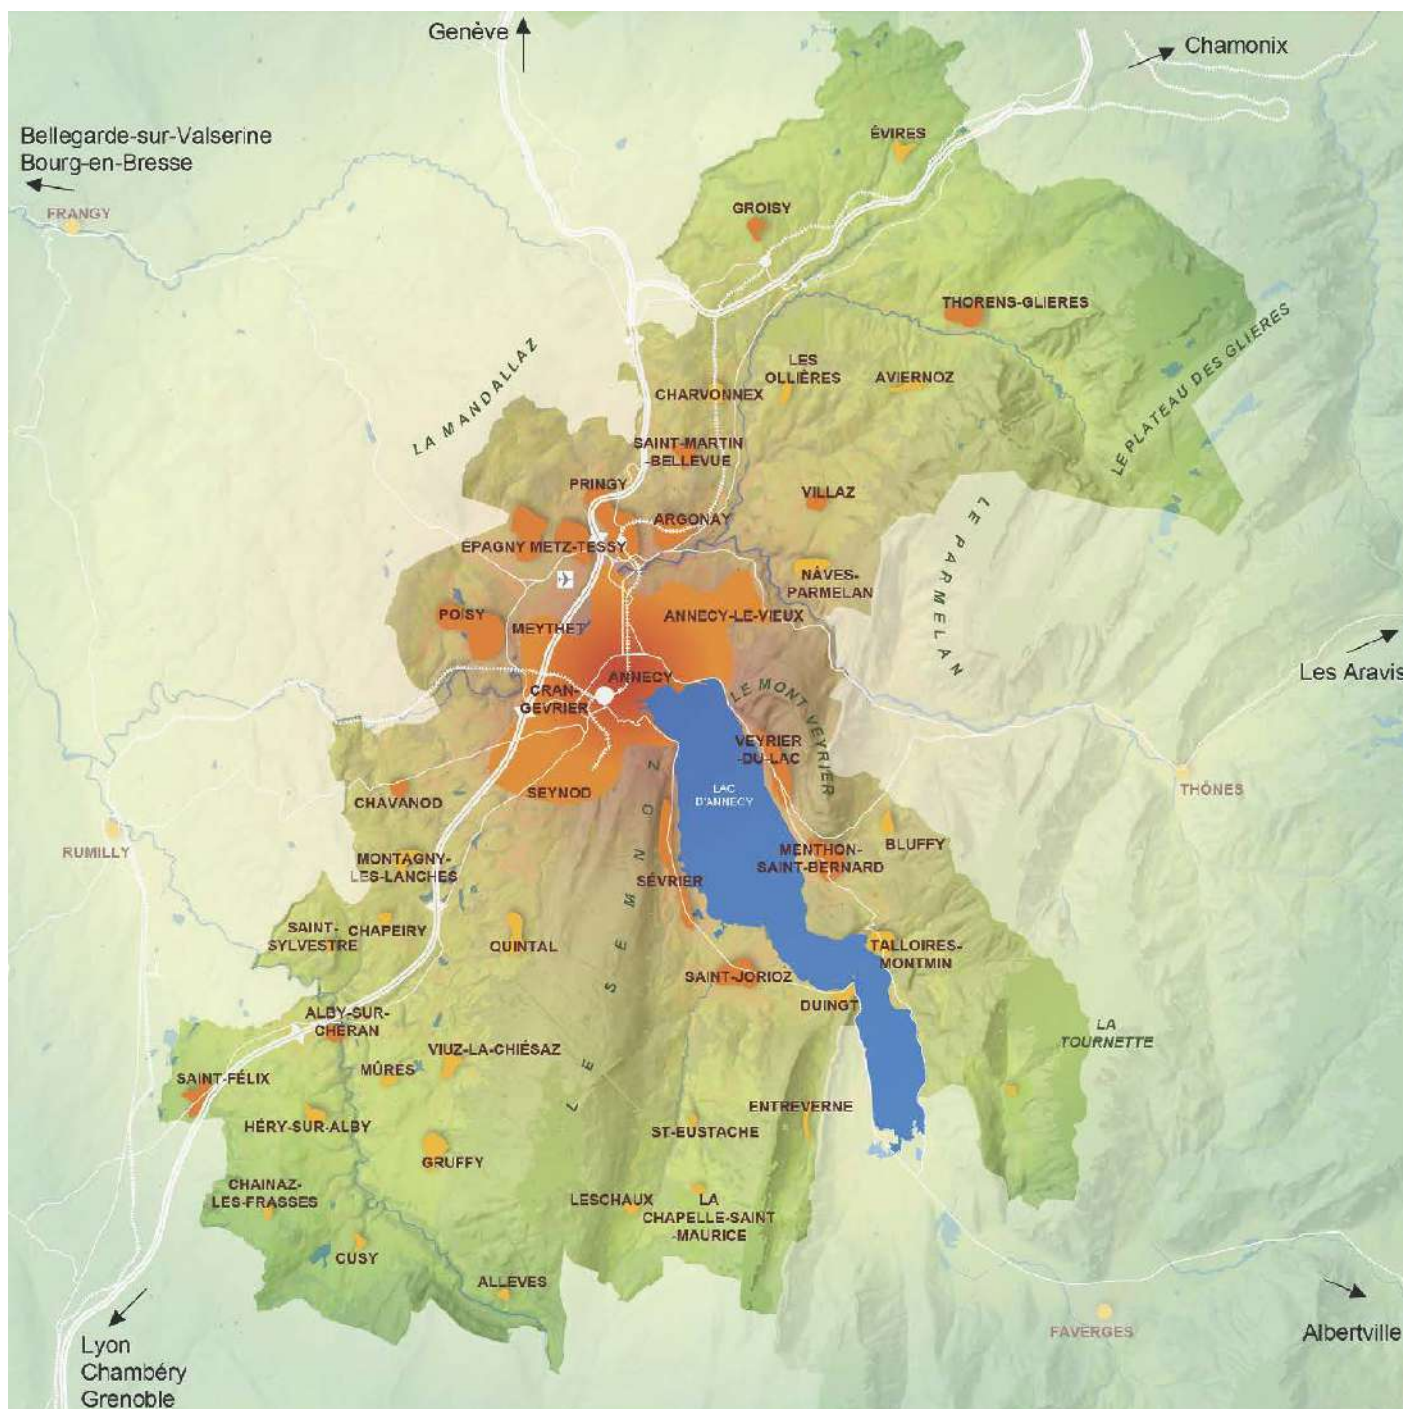 Genève
Chamonix
Bellegarde-sur-Valserine
Bourg-en-Bresse
ÉVIRES
FRANGY
GROISY
THORENS-GLIERES
LE PLATEAU DES GLIERES
LA MANDALLAZ
LES
OLLIÈRES
AVIERNOZ
CHARVONNEX
SAINT-MARTIN
-BELLEVUE
PRINGY
VILLAZ
ARGONAY
LE PARMELAN
EPAGNY METZ-TESSY
NÂVES-
PARMELAN
POISY
MEYTHET
ANNECY-LE-VIEUX
Les Aravis
ANNECY
CRAN-
GEVRIER
LE MONT VEYRIER
VEYRIER
-DU-LAC
LAC
D'ANNECY
THÔNES
CHAVANOD
SEYNOD
LE SEMNOZ
BLUFFY
RUMILLY
MONTAGNY-
LES-LANCHES
MENTHON-
SAINT-BERNARD
SÉVRIER
SAINT-
SYLVESTRE
CHAPEIRY
QUINTAL
TALLOIRES-
MONTMIN
SAINT-JORIOZ
DUINGT
ALBY-SUR-
CHÉRAN
LA
TOURNETTE
VIUZ-LA-CHIÉSAZ
MÛRES
SAINT-FÉLIX
HÉRY-SUR-ALBY
ENTREVERNE
ST-EUSTACHE
GRUFFY
CHAINAZ-
LES-FRASSES
LESCHAUX
LA
CHAPELLE-SAINT
-MAURICE
CUSY
ALLEVES
FAVERGES
Albertville
Lyon
Chambéry
Grenoble